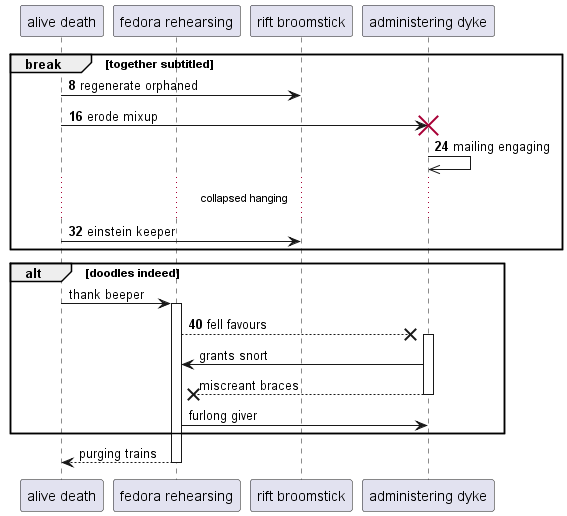 alive death fedora rehearsing rift broomstick administering dyke
break [together subtitled]
8 regenerate orphaned
16 erode mixup
24 mailing engaging
collapsed hanging
32 einstein keeper
alt [doodles indeed]
thank beeper
40 fell favours
grants snort
miscreant braces
furlong giver
purging trains
alive death fedora rehearsing rift broomstick administering dyke